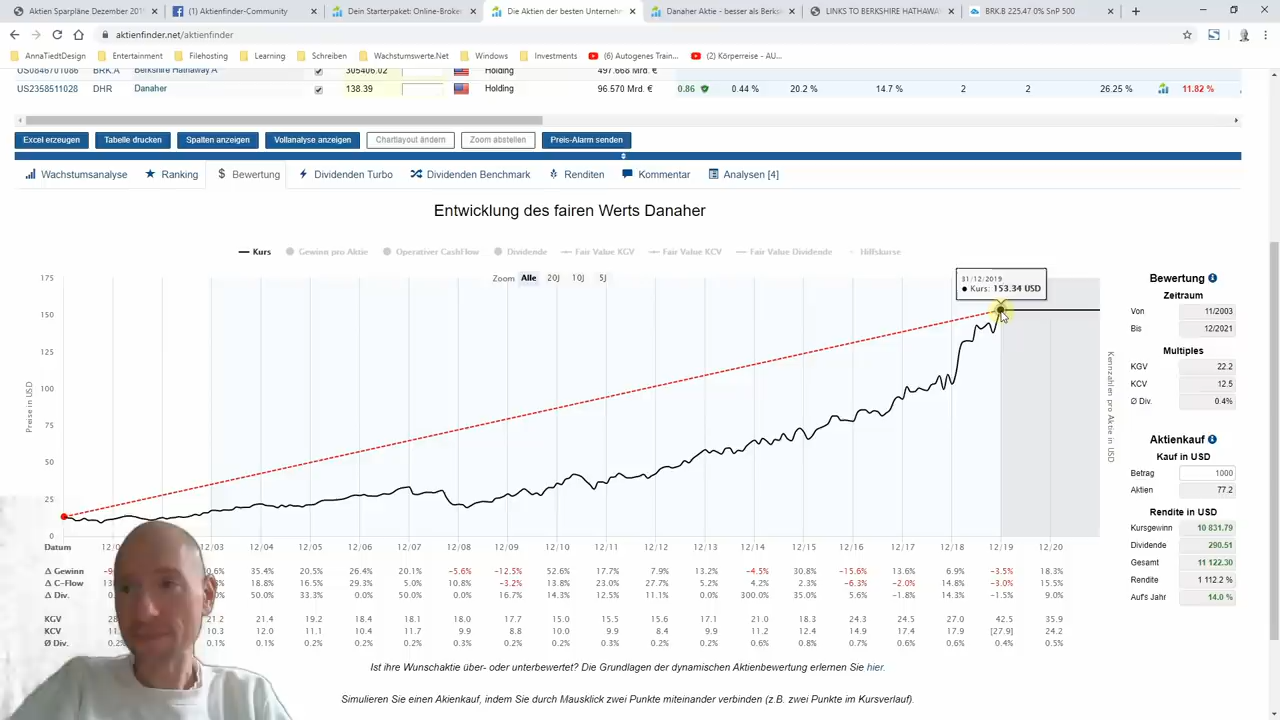 Aktien Sparpläne Dezember 201
(1) Aktienfinder-Community
Dein Starterpaket: Online-Broker
Die Aktien der besten Unternehm
Danaher Aktie - besser als Berks
LINKS TO BERKSHIRE HATHAWA
BRK.B 225.47 0% SnP 500
aktienfinder.net/aktienfinder
AnnaTiedtDesign Entertainment Filehosting Learning Schreiben Wachstumswerte.Net Windows Investments (6) Autogenes Train... (2) Körperreise - AU...
US0846701086 BRK.A Berkshire Hathaway A 305406.02 Holding 497.668 Mrd. €
US2358511028 DHR Danaher 138.39 Holding 96.570 Mrd. € 0.86 0.44 % 20.2 % 14.7 % 2 2 26.25 % 11.82 %
Excel erzeugen Tabelle drucken Spalten anzeigen Vollanalyse anzeigen Chartlayout ändern Zoom abstellen Preis-Alarm senden
Wachstumsanalyse Ranking Bewertung Dividenden Turbo Dividenden Benchmark Renditen Kommentar Analysen [4]
Entwicklung des fairen Werts Danaher
Kurs Gewinn pro Aktie Operativer CashFlow Dividende Fair Value KGV Fair Value KCV Fair Value Dividende Hilfskurse
Zoom Alle 20J 10J 5J
31/12/2019
Kurs: 153.34 USD
175
150
125
100
75
50
25
0
Preise in USD
Kennzahlen pro Aktie in USD
Bewertung
Zeitraum
Von 11/2003
Bis 12/2021
Multiples
KGV 22.2
KCV 12.5
Ø Div. 0.4%
Aktienkauf
Kauf in USD
Betrag 1000
Aktien 77.2
Rendite in USD
Kursgewinn 10 831.79
Dividende 290.51
Gesamt 11 122.30
Rendite 1 112.2 %
Auf's Jahr 14.0 %
Datum 12/03 12/04 12/05 12/06 12/07 12/08 12/09 12/10 12/11 12/12 12/13 12/14 12/15 12/16 12/17 12/18 12/19 12/20
Δ Gewinn 35.4% 20.5% 26.4% 20.1% -5.6% -12.5% 52.6% 17.7% 7.9% 13.2% -4.5% 30.8% -15.6% 13.6% 6.9% -3.5% 18.3%
Δ C-Flow 18.8% 16.5% 29.3% 5.0% 10.8% -3.2% 13.8% 23.0% 27.7% 5.2% 4.2% 2.3% -6.3% -2.0% 14.8% -3.0% 15.5%
Δ Div. 50.0% 33.3% 0.0% 50.0% 0.0% 16.7% 14.3% 12.5% 11.1% 0.0% 300.0% 35.0% 5.6% -1.8% 14.3% -1.5% 9.0%
KGV 21.2 21.4 19.2 18.4 18.1 18.0 17.7 15.0 15.5 15.6 17.1 21.0 18.3 24.3 24.5 27.0 42.5 35.9
KCV 10.3 12.0 11.1 10.4 11.7 9.9 8.8 10.0 9.9 8.4 9.9 11.2 12.4 14.9 17.4 17.9 [27.9] 24.2
Ø Div. 0.1% 0.1% 0.2% 0.2% 0.2% 0.2% 0.3% 0.2% 0.2% 0.3% 0.2% 0.6% 0.8% 0.7% 0.6% 0.6% 0.4% 0.5%
Ist ihre Wunschaktie über- oder unterbewertet? Die Grundlagen der dynamischen Aktienbewertung erlernen Sie hier.
Simulieren Sie einen Akienkauf, indem Sie durch Mausklick zwei Punkte miteinander verbinden (z.B. zwei Punkte im Kursverlauf).